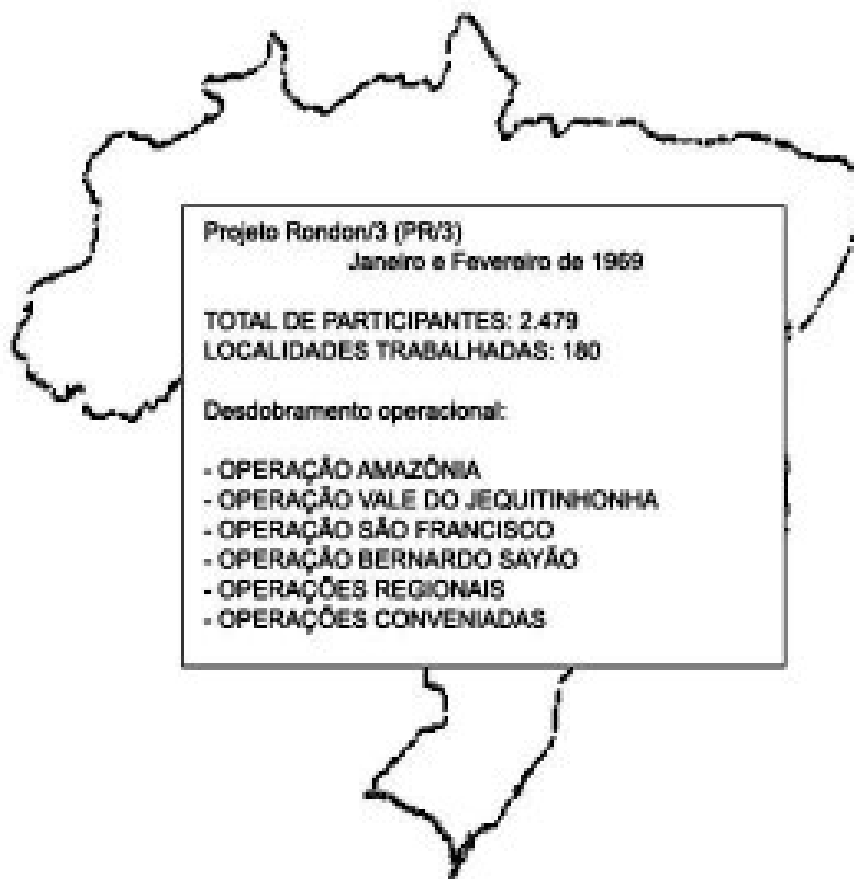 Projeto Rondon/3 (PR/3)
Janeiro e Fevereiro de 1969
TOTAL DE PARTICIPANTES: 2.479
LOCALIDADES TRABALHADAS: 180
Desdobramento operacional:
- OPERAÇÃO AMAZÔNIA
- OPERAÇÃO VALE DO JEQUITINHONHA
- OPERAÇÃO SÃO FRANCISCO
- OPERAÇÃO BERNARDO SAYÃO
- OPERAÇÕES REGIONAIS
- OPERAÇÕES CONVENIADAS